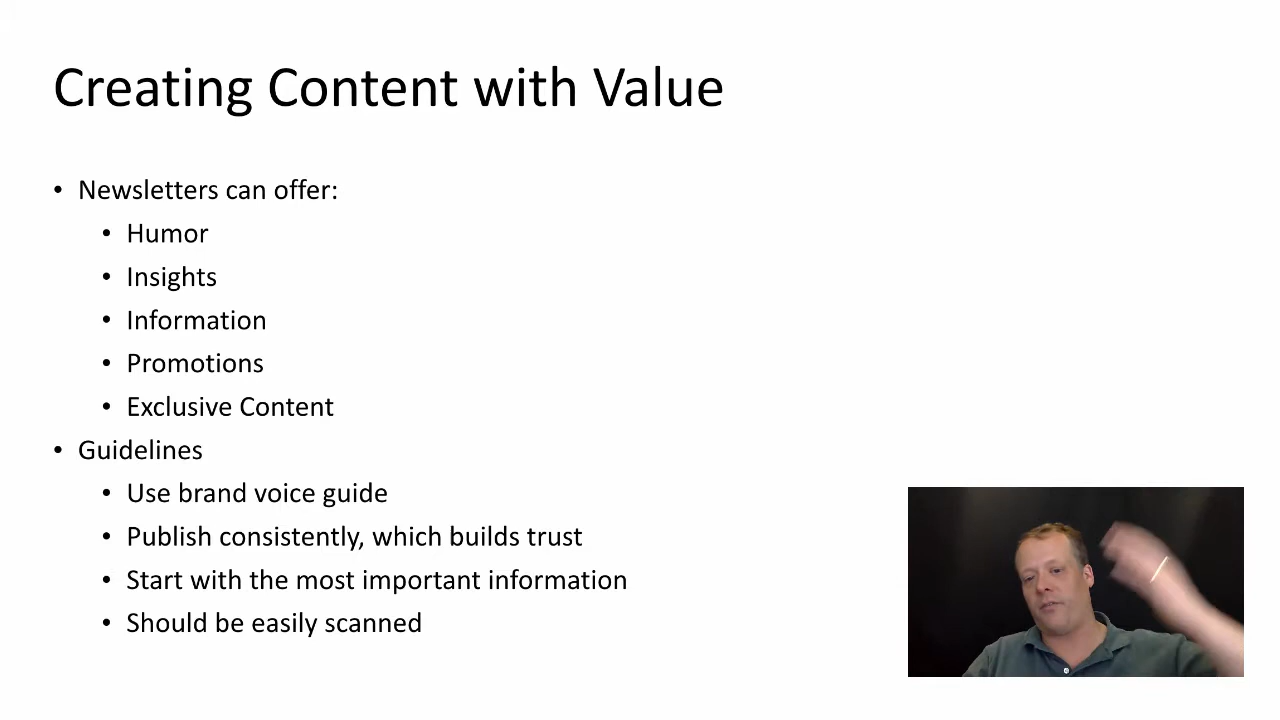 Creating Content with Value
• Newsletters can offer:
• Humor
• Insights
• Information
• Promotions
• Exclusive Content
• Guidelines
• Use brand voice guide
• Publish consistently, which builds trust
• Start with the most important information
• Should be easily scanned